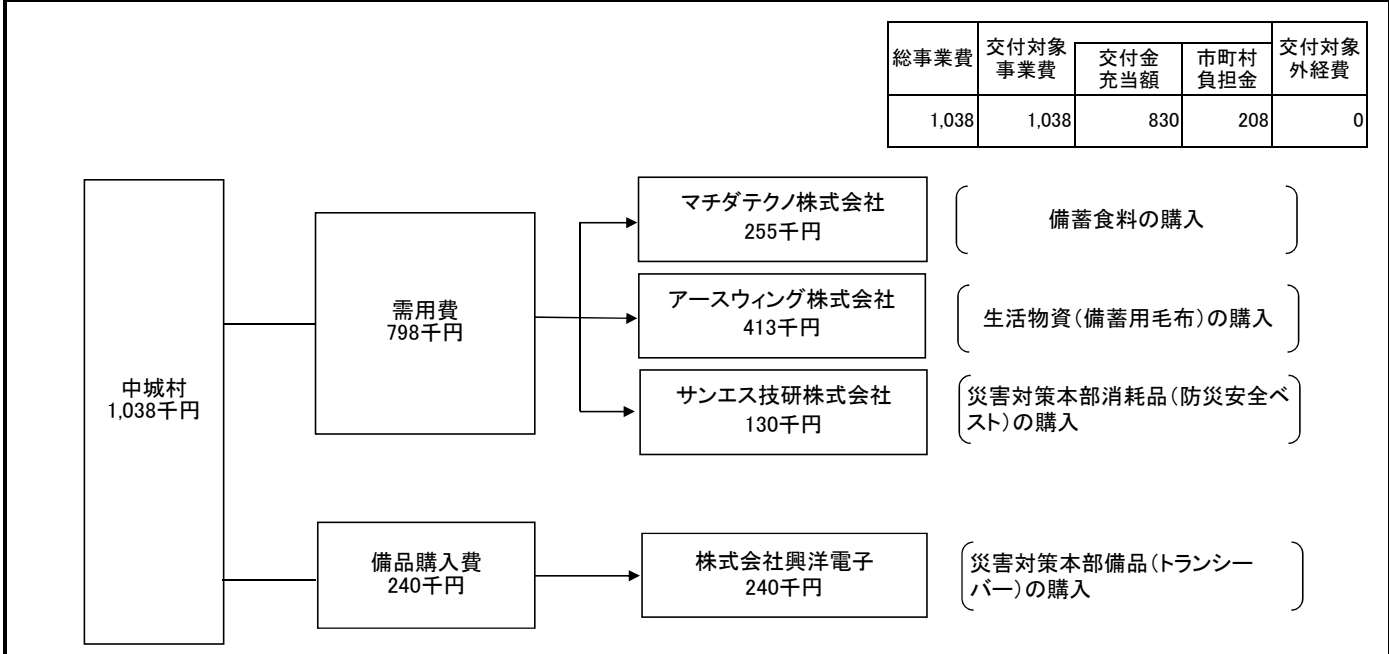 総事業費 交付対象
事業費 交付金
充当額 市町村
負担金 交付対象
外経費
1,038 1,038 830 208 0
中城村
1,038千円
需用費
798千円
マチダテクノ株式会社
255千円
備蓄食料の購入
アースウィング株式会社
413千円
生活物資(備蓄用毛布)の購入
サンエス技研株式会社
130千円
災害対策本部消耗品(防災安全ベ
スト)の購入
備品購入費
240千円
株式会社興洋電子
240千円
災害対策本部備品(トランシー
バー)の購入